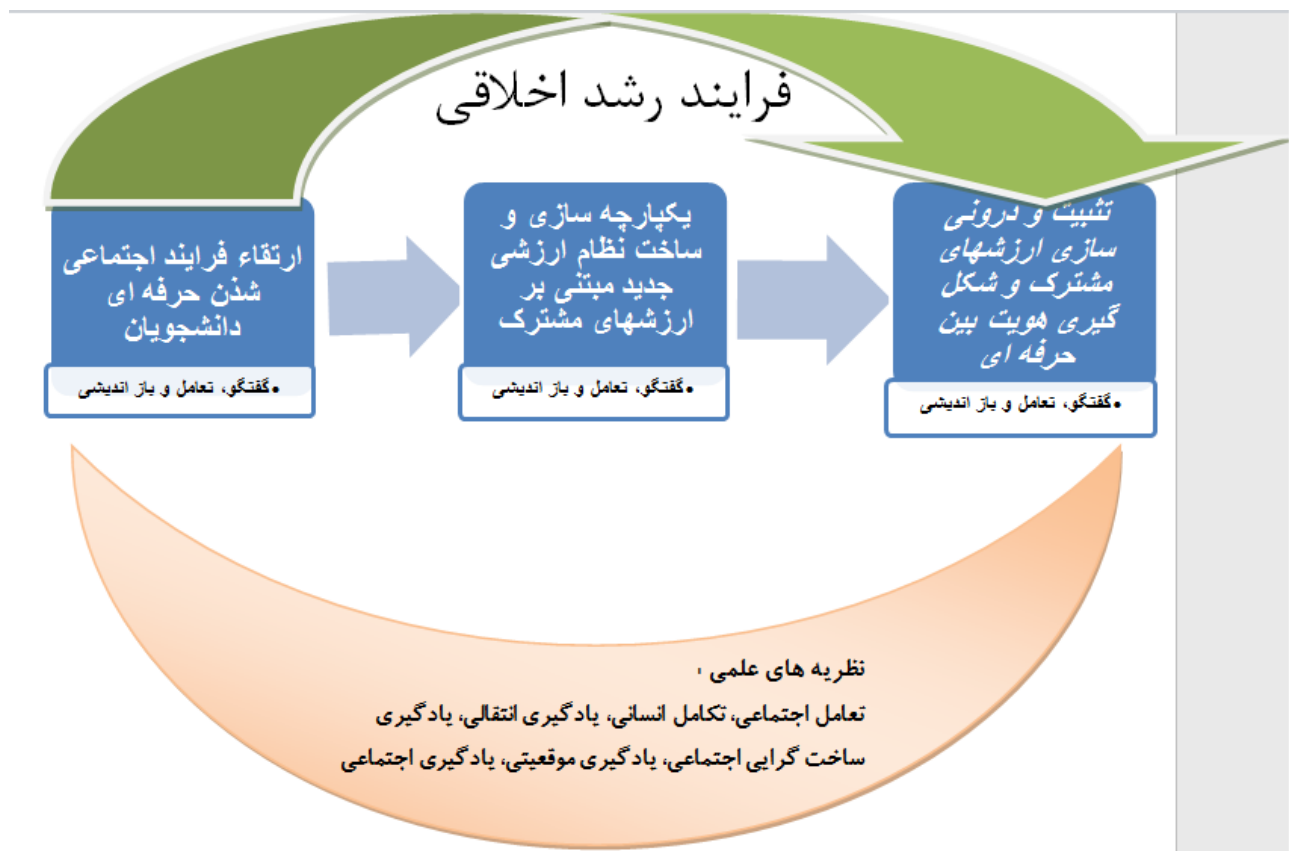 فرایند رشد اخلاقی
ارتقاء فرایند اجتماعی
شذن حرفه ای
دانشجویان
•گفتگو، تعامل و باز اندیشی
یکپارچه سازی و
ساخت نظام ارزشی
جدید مبتنی بر
ارزشهای مشترک
•گفتگو، تعامل و باز اندیشی
تثبیت و درونی
سازی ارزشهای
مشترک و شکل
گیری هویت بین
حرفه ای
•گفتگو، تعامل و باز اندیشی
نظریه های علمی :
تعامل اجتماعی، تکامل انسانی، یادگیری انتقالی، یادگیری
ساخت گرایی اجتماعی، یادگیری موقعیتی، یادگیری اجتماعی